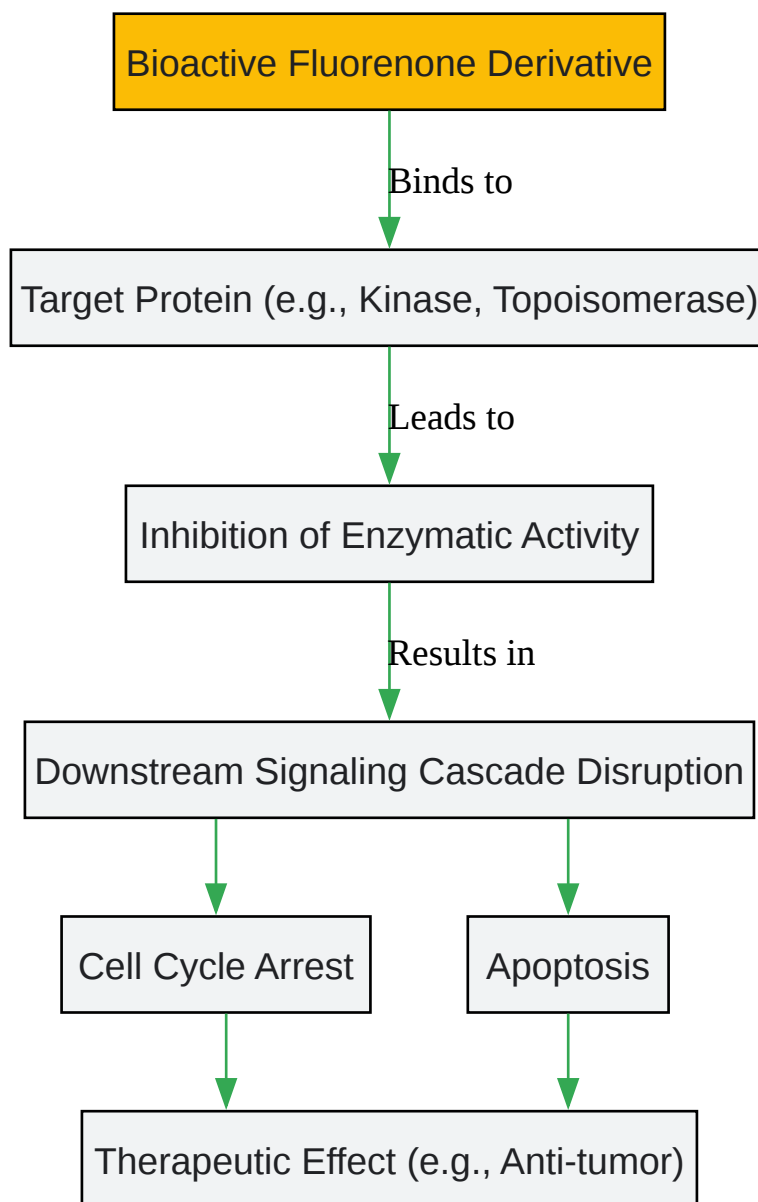 Bioactive Fluorenone Derivative
Binds to
Target Protein (e.g., Kinase, Topoisomerase)
Leads to
Inhibition of Enzymatic Activity
Results in
Downstream Signaling Cascade Disruption
Cell Cycle Arrest
Apoptosis
Therapeutic Effect (e.g., Anti-tumor)